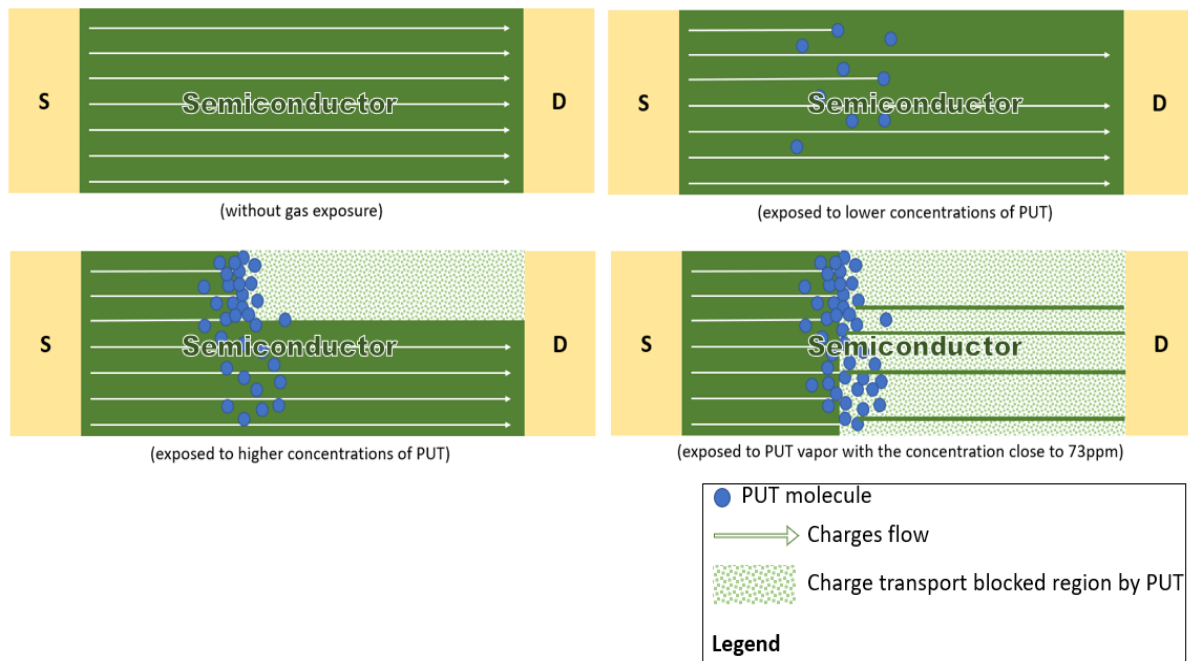 S
Semiconductor
D
(without gas exposure)
S
Semiconductor
D
(exposed to lower concentrations of PUT)
S
Semiconductor
D
(exposed to higher concentrations of PUT)
S
Semiconductor
D
(exposed to PUT vapor with the concentration close to 73ppm)
PUT molecule
Charges flow
Charge transport blocked region by PUT
Legend